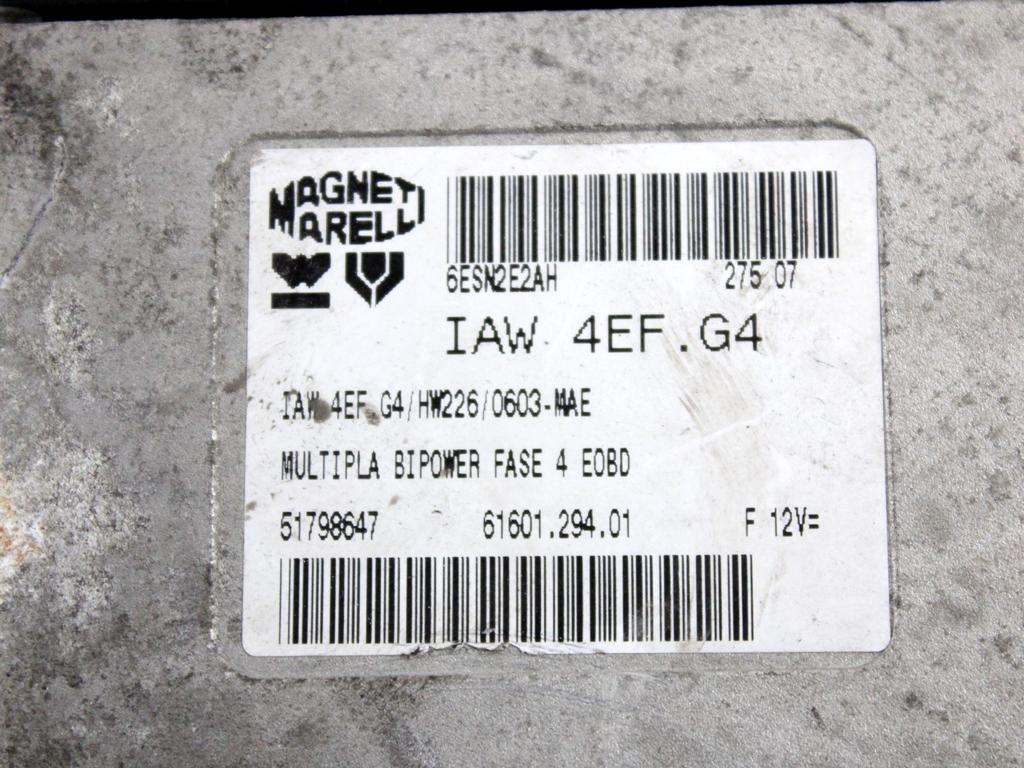 MAGNETI
MARELLI
6ESN2E2AH 275 07
IAW 4EF.G4
IAW 4EF G4/HW226/0603-MAE
MULTIPLA BIPOWER FASE 4 EOBD
51798647 61601.294.01 F 12V=